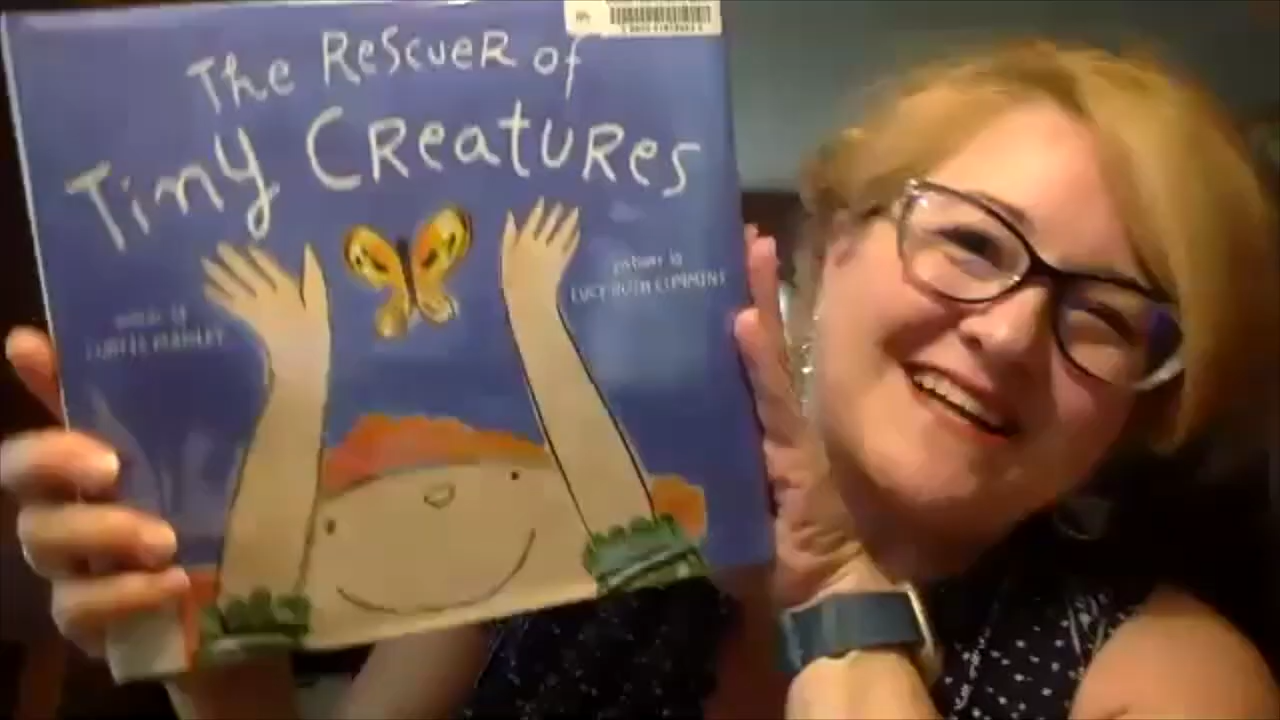 The Rescuer of
Tiny Creatures
pictures by
LUCY RUTH CUMMINS
words by